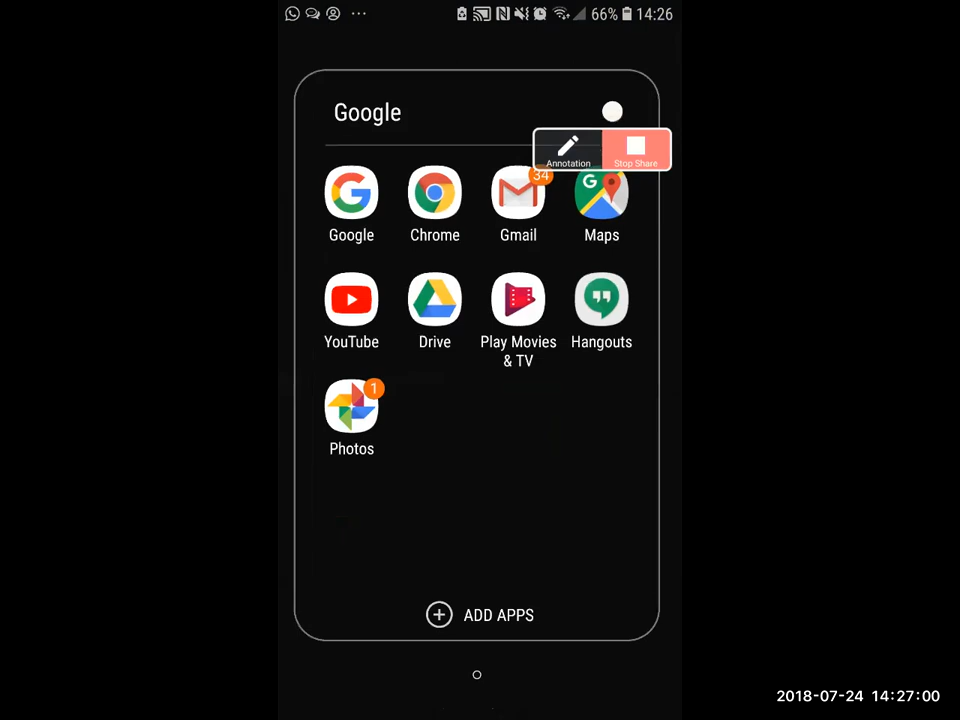 66% 14:26
Google
Annotation Stop Share
34
Google Chrome Gmail Maps
YouTube Drive Play Movies Hangouts
& TV
1
Photos
ADD APPS
2018-07-24 14:27:00